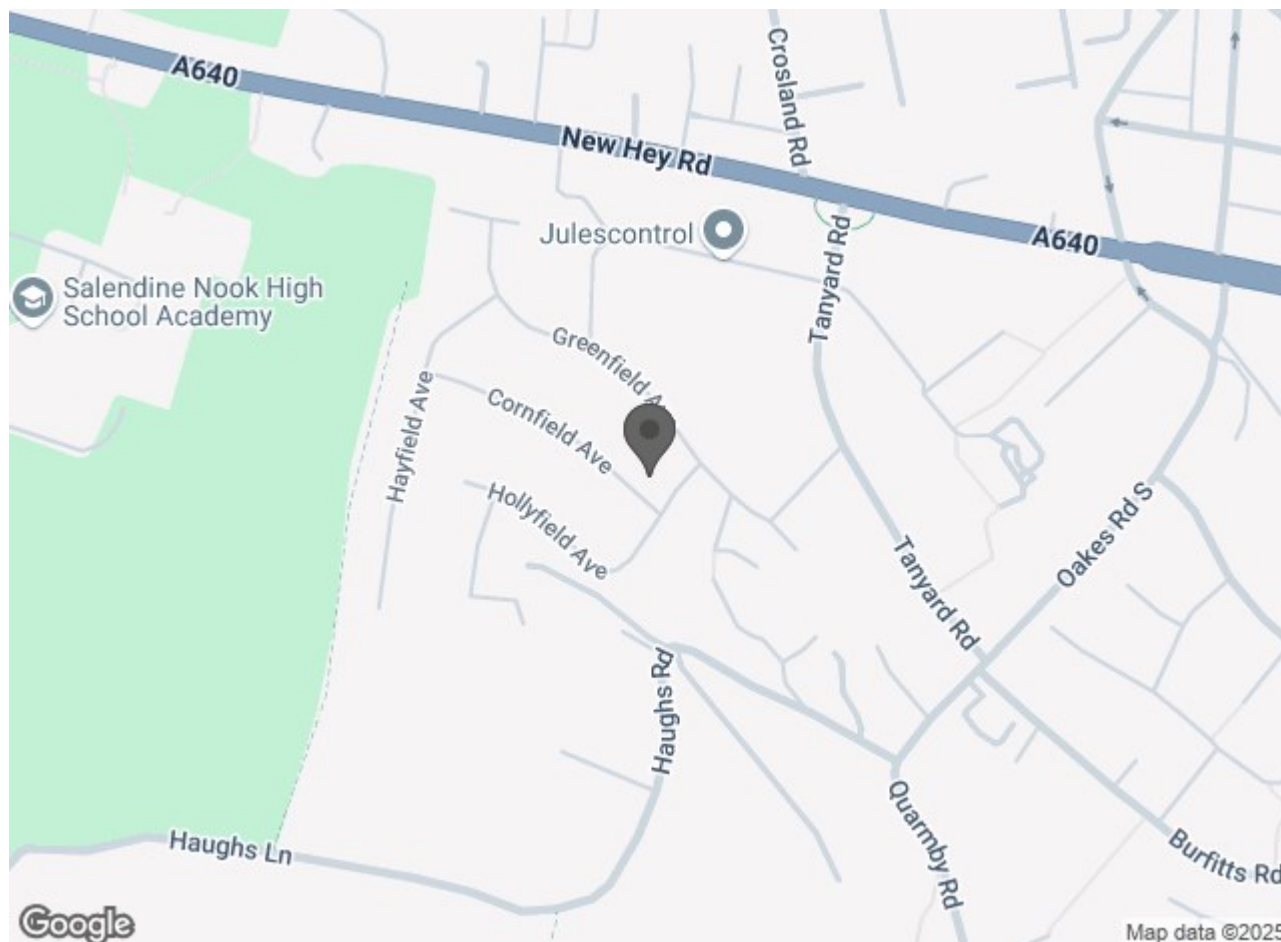 A640
New Hey Rd
Crosland Rd
Julescontrol
Tanyard Rd
A640
Salendine Nook High
School Academy
Greenfield A
Hayfield Ave
Cornfield Ave
Hollyfield Ave
Tanyard Rd
Oakes Rd S
Haughs Rd
Haughs Ln
Quarmby Rd
Burfitts Rd
Google
Map data ©2025